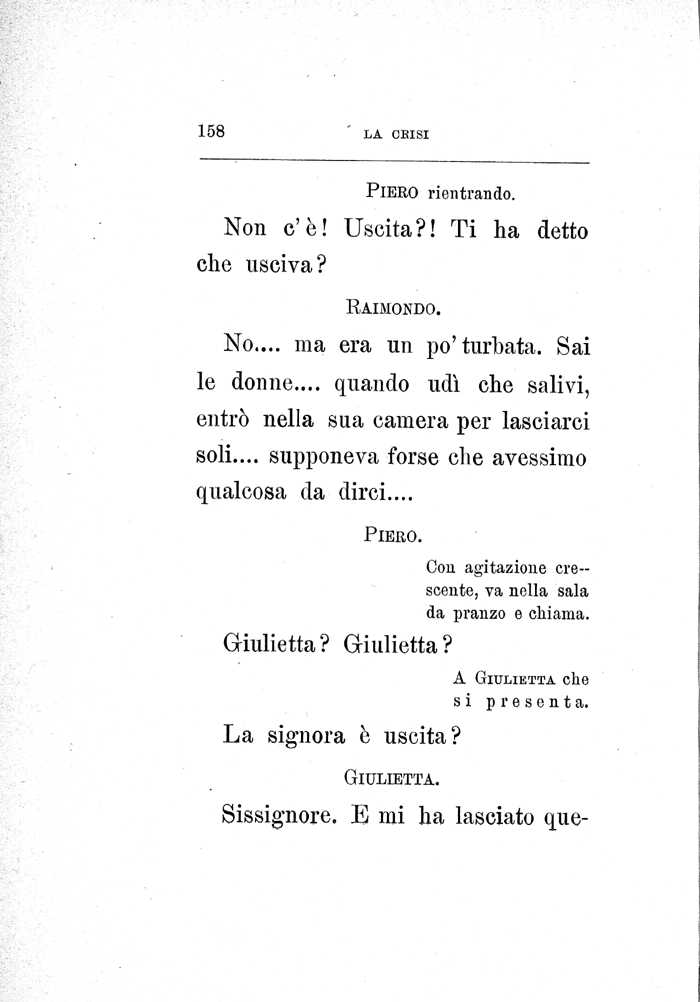 158 LA CRISI
PIERO rientrando.
Non c'è! Uscita?! Ti ha detto
che usciva?
RAIMONDO.
No.... ma era un po' turbata. Sai
le donne.... quando udì che salivi,
entrò nella sua camera per lasciarci
soli.... supponeva forse che avessimo
qualcosa da dirci....
PIERO.
Con agitazione cre-
scente, va nella sala
da pranzo e chiama.
Giulietta? Giulietta?
A GIULIETTA che
si presenta.
La signora è uscita?
GIULIETTA.
Sissignore. E mi ha lasciato que-